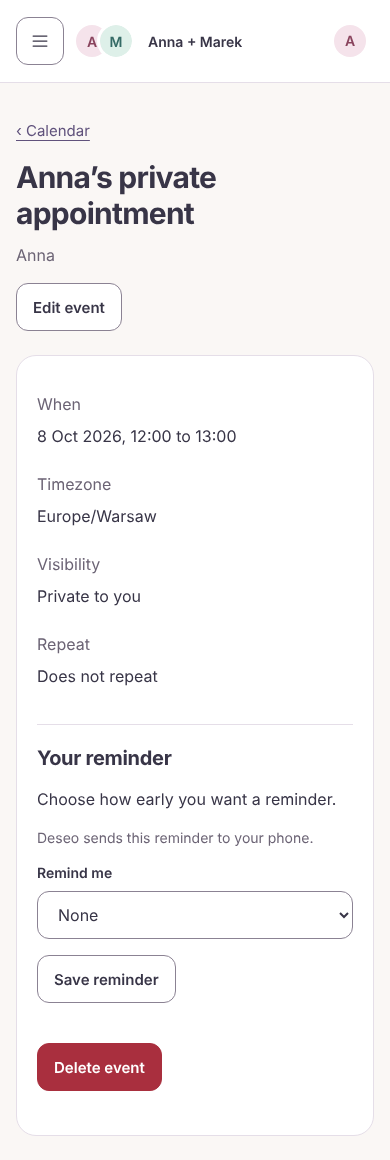 A M Anna + Marek A
‹ Calendar
Anna’s private
appointment
Anna
Edit event
When
8 Oct 2026, 12:00 to 13:00
Timezone
Europe/Warsaw
Visibility
Private to you
Repeat
Does not repeat
Your reminder
Choose how early you want a reminder.
Deseo sends this reminder to your phone.
Remind me
None
Save reminder
Delete event